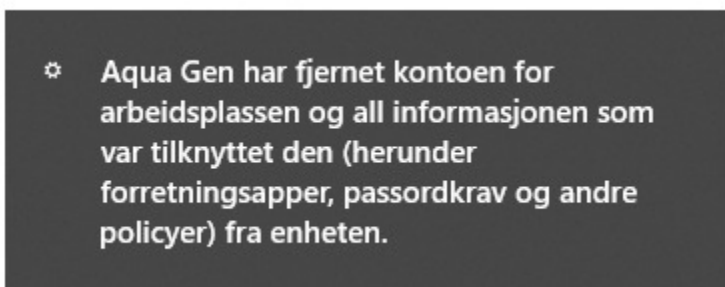 Aqua Gen har fjernet kontoen for
arbeidsplassen og all informasjonen som
var tilknyttet den (herunder
forretningsapper, passordkrav og andre
policyer) fra enheten.